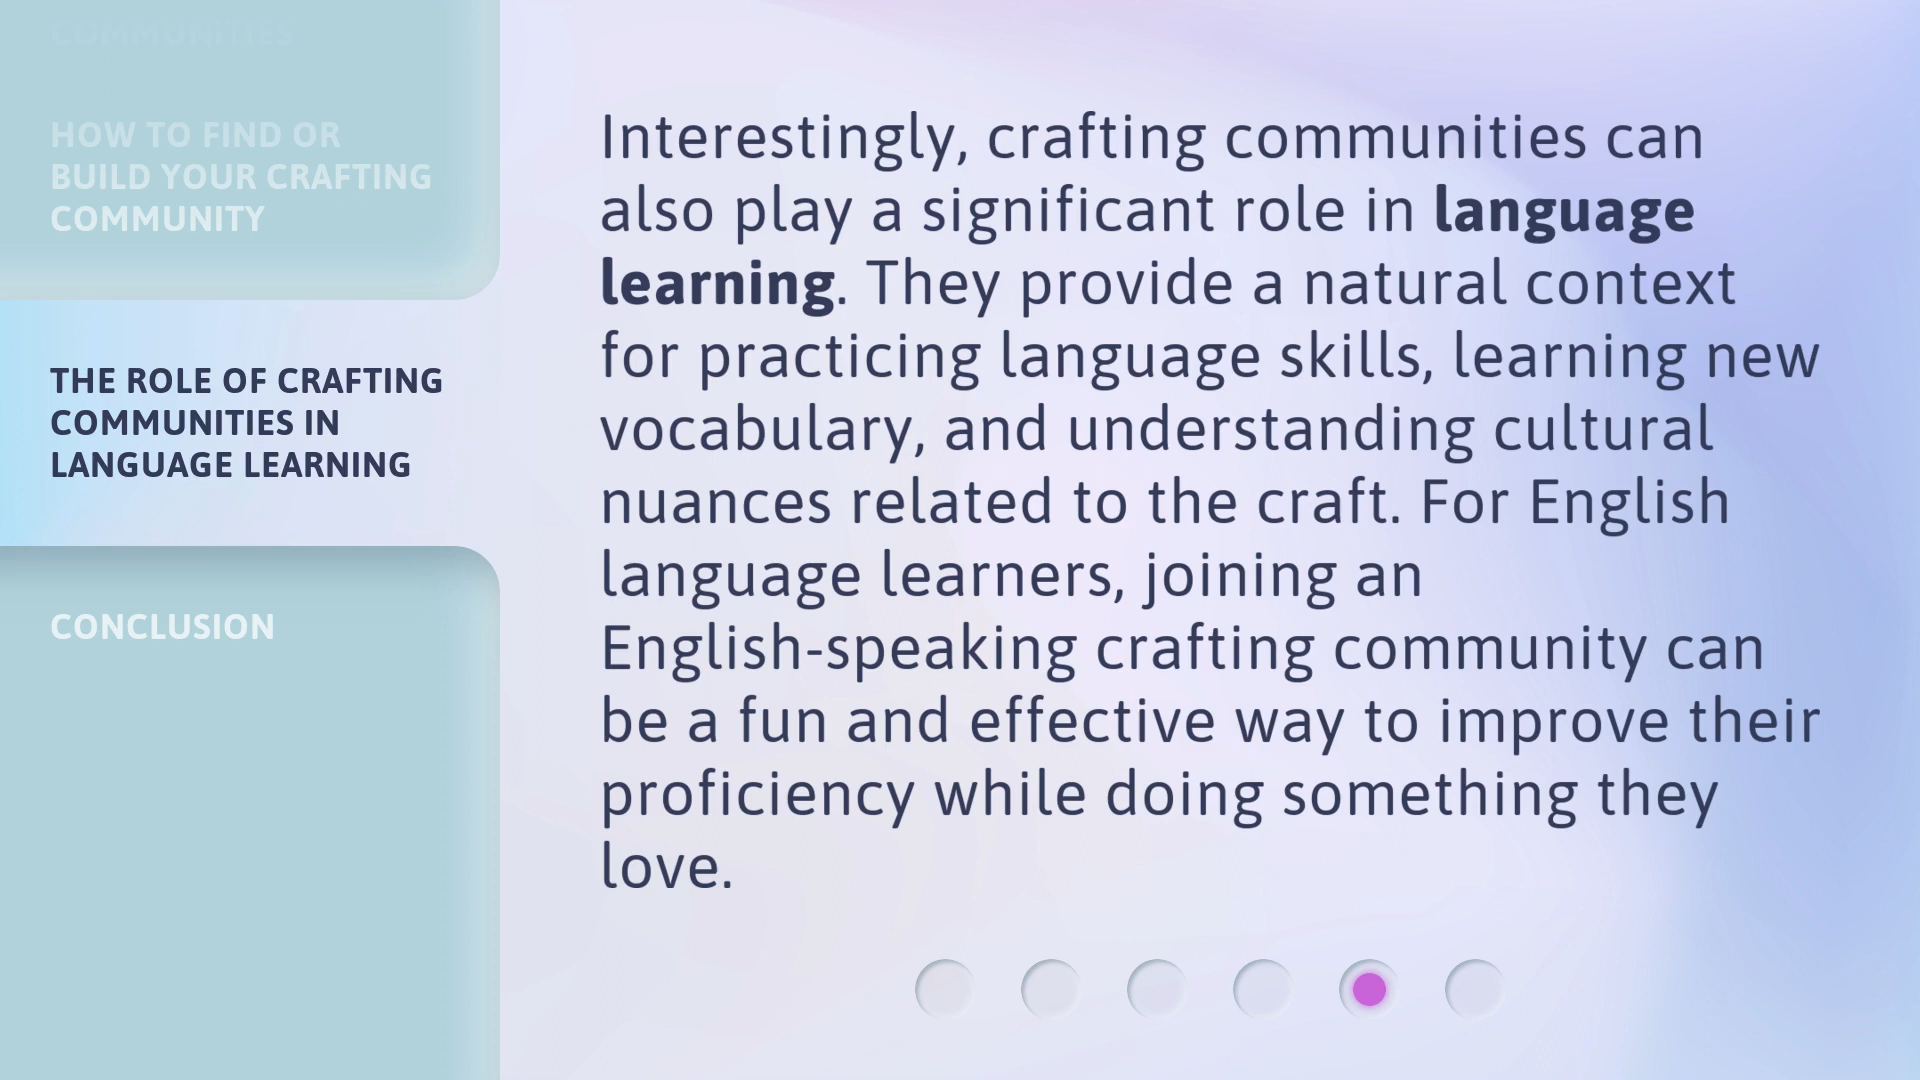 COMMUNITIES
HOW TO FIND OR
BUILD YOUR CRAFTING
COMMUNITY
THE ROLE OF CRAFTING
COMMUNITIES IN
LANGUAGE LEARNING
CONCLUSION
Interestingly, crafting communities can
also play a significant role in language
learning. They provide a natural context
for practicing language skills, learning new
vocabulary, and understanding cultural
nuances related to the craft. For English
language learners, joining an
English-speaking crafting community can
be a fun and effective way to improve their
proficiency while doing something they
love.